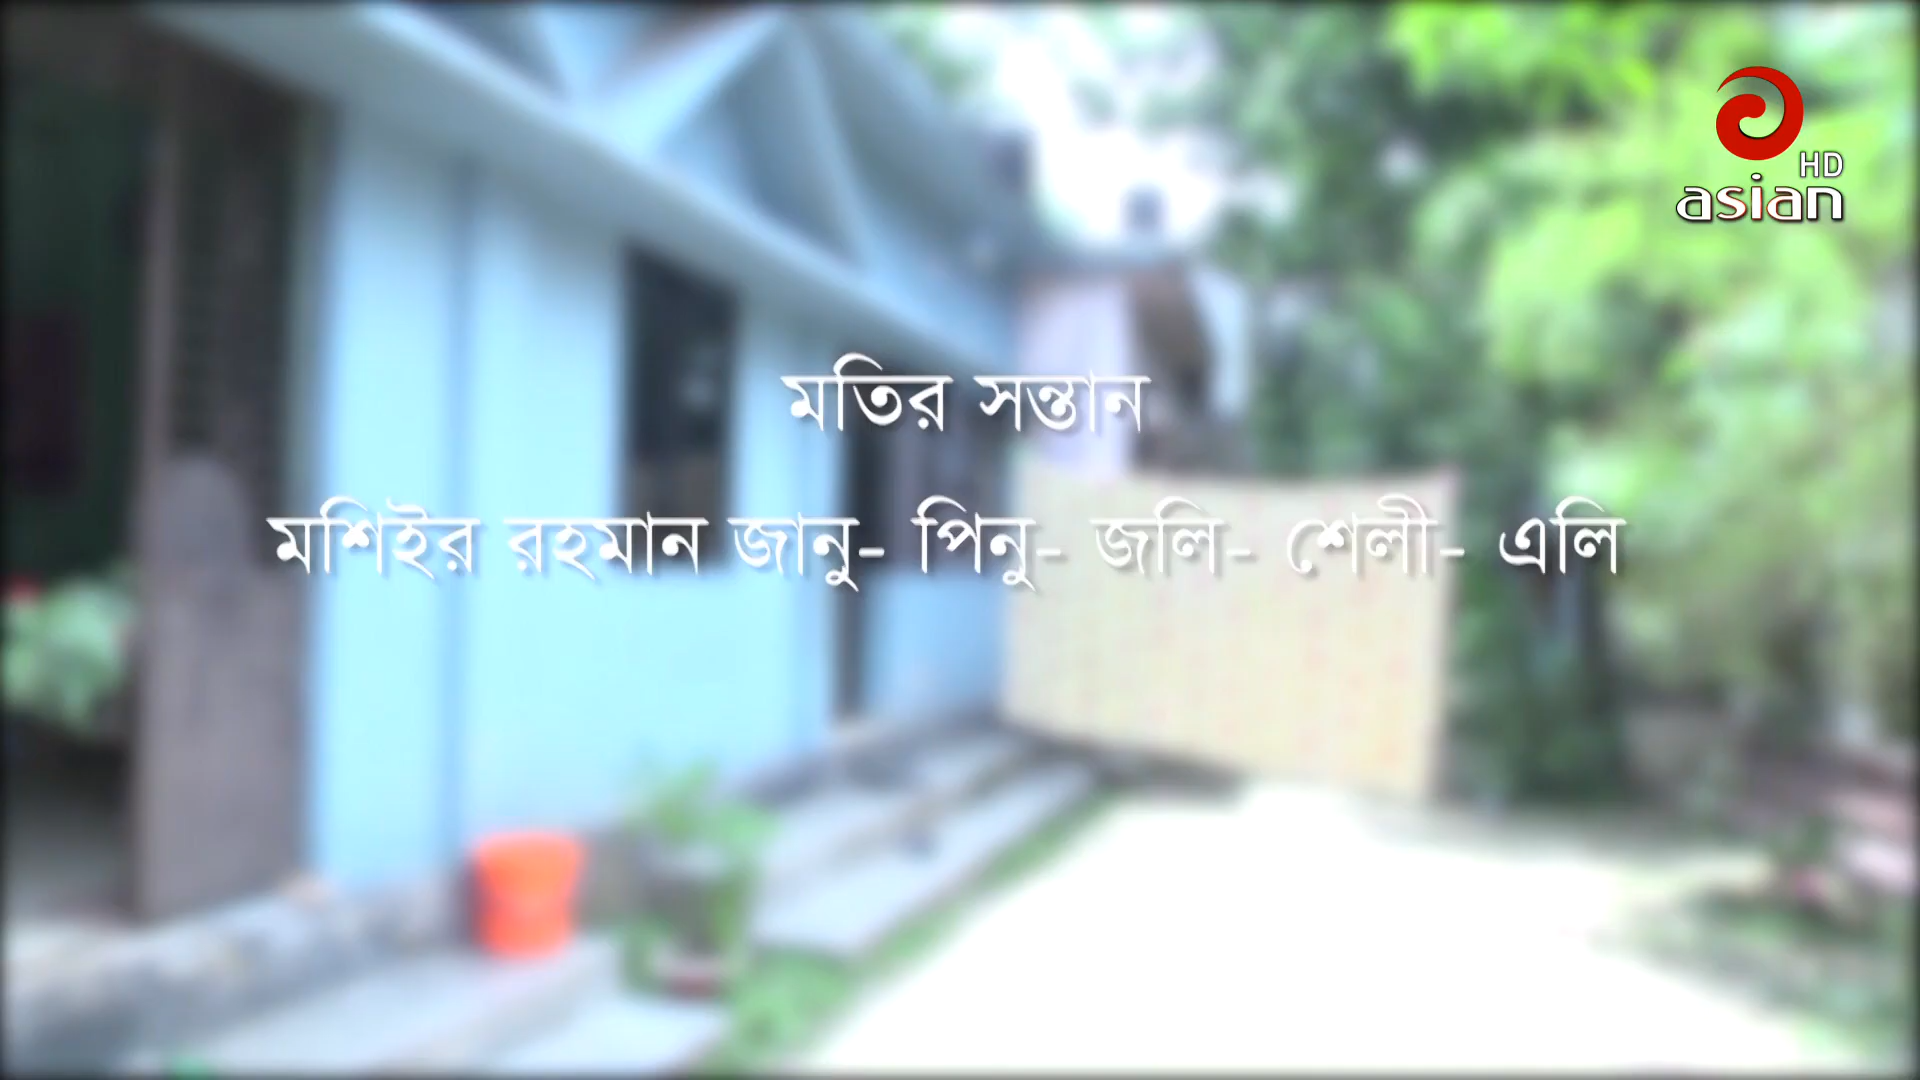 HD
asian
মতির সন্তান
মশিইর রহমান জানু- পিনু- জলি- শেলী- এলি